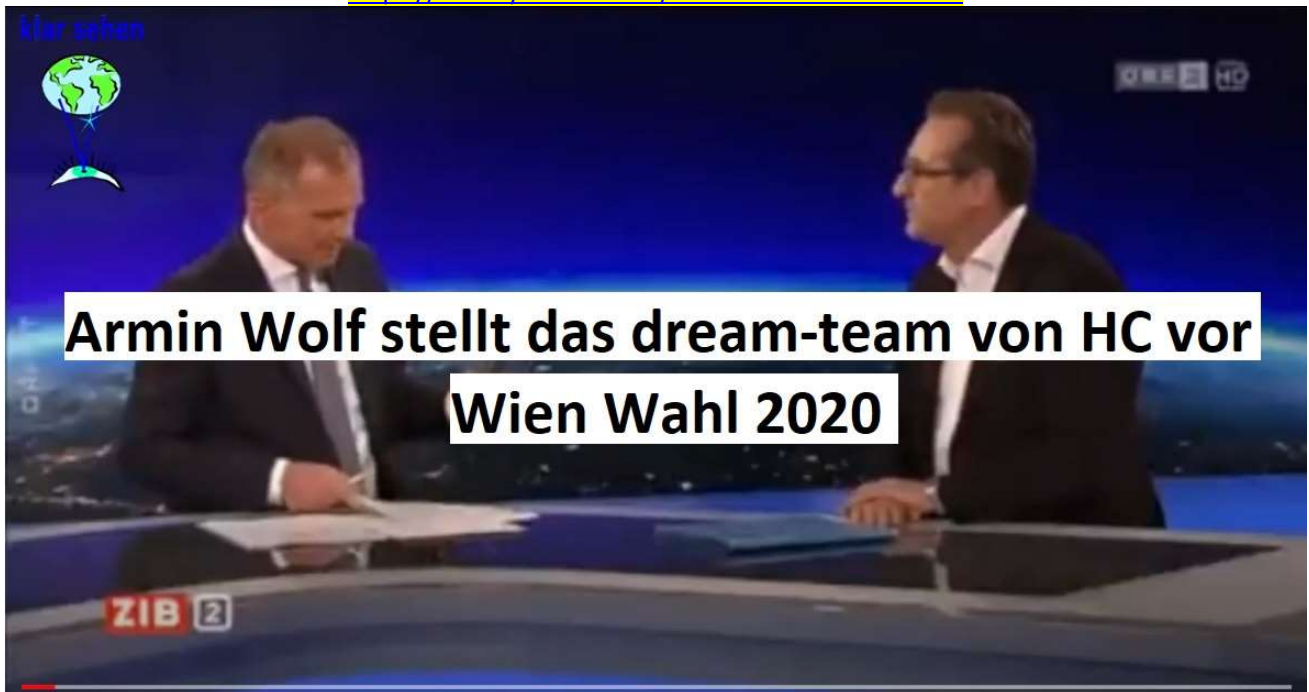 klar sehen
ORF 2 HD
Armin Wolf stellt das dream-team von HC vor
Wien Wahl 2020
ZIB 2